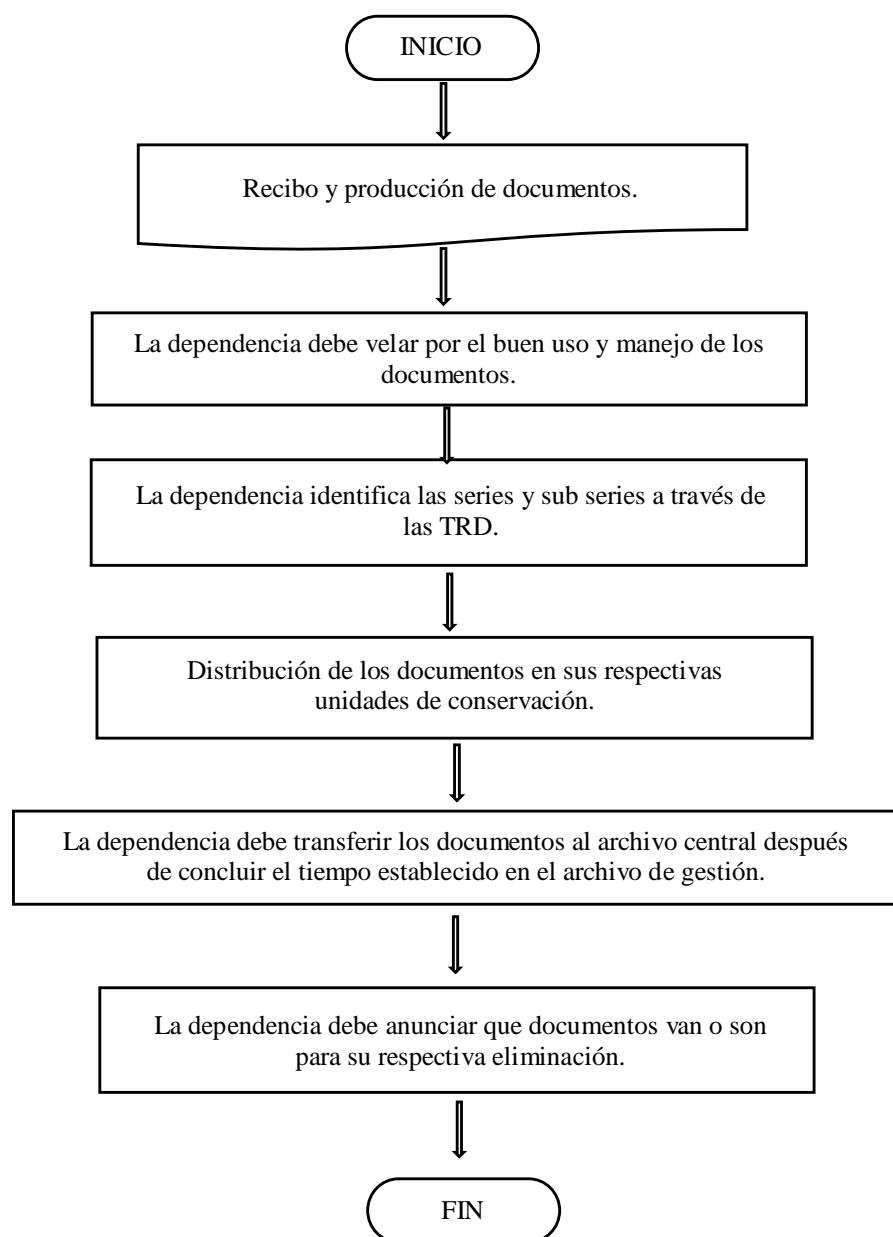 INICIO
Recibo y producción de documentos.
La dependencia debe velar por el buen uso y manejo de los
documentos.
La dependencia identifica las series y sub series a través de
las TRD.
Distribución de los documentos en sus respectivas
unidades de conservación.
La dependencia debe transferir los documentos al archivo central después
de concluir el tiempo establecido en el archivo de gestión.
La dependencia debe anunciar que documentos van o son
para su respectiva eliminación.
FIN